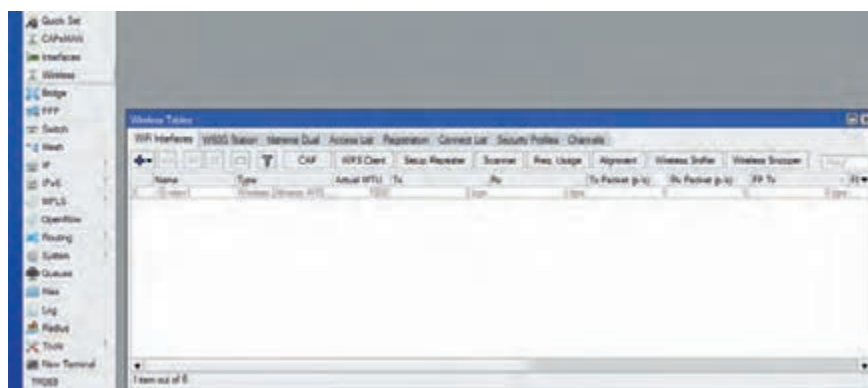 Quick Set
CAPsMAN
Interfaces
Wireless
Bridge
PPP
Switch
Mesh
IP
IPv6
MPLS
OpenFlow
Routing
System
Queues
Files
Log
Radius
Tools
New Terminal
Wireless Tables
WiFi Interfaces W60G Station Nstreme Dual Access List Registration Connect List Security Profiles Channels
CAP WPS Client Setup Repeater Scanner Freq. Usage Alignment Wireless Sniffer Wireless Snooper
Name Type Actual MTU Tx Rx Tx Packet (p/s) Rx Packet (p/s) FP Tx
1 item out of 6